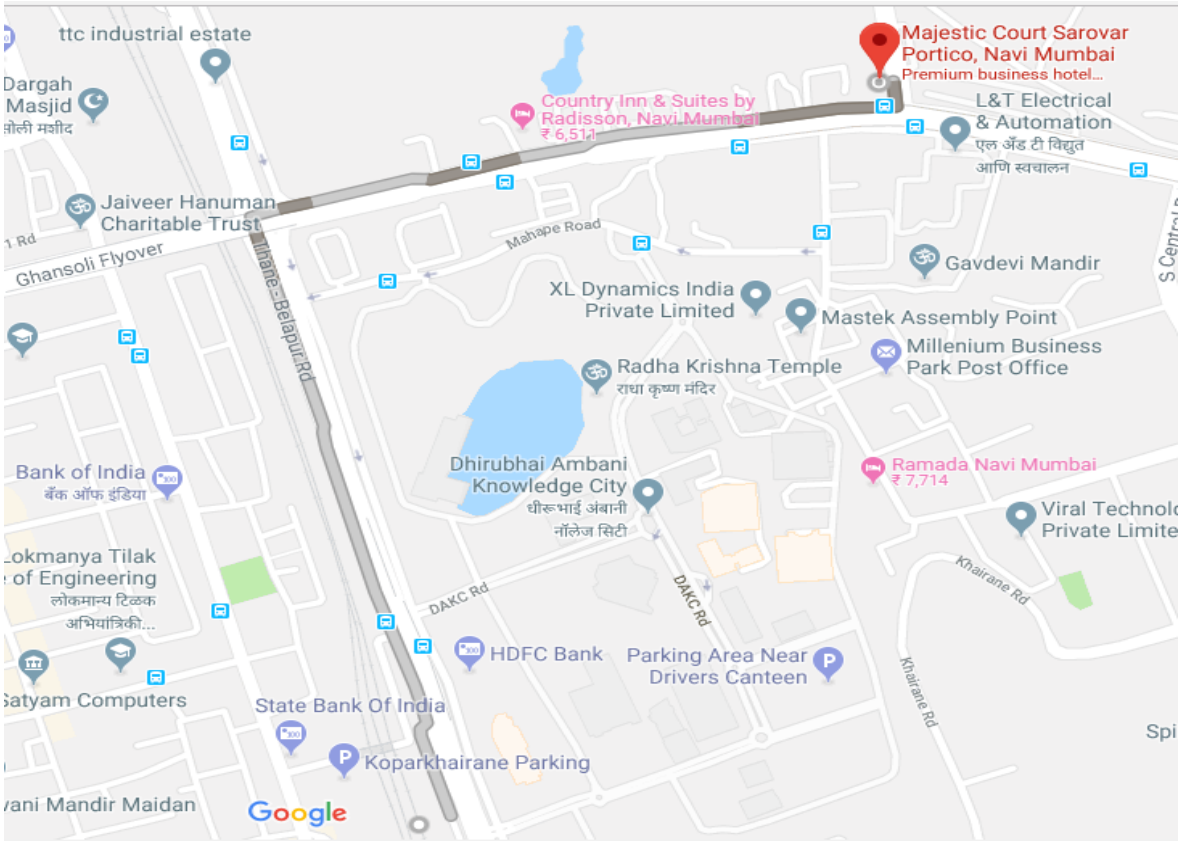 ttc industrial estate
Majestic Court Sarovar
Portico, Navi Mumbai
Premium business hotel...
Dargah
Masjid
मोली मशीद
Country Inn & Suites by
Radisson, Navi Mumbai
₹ 6,511
L&T Electrical
& Automation
एल अँड टी विद्युत
आणि स्वचालन
Jaiveer Hanuman
Charitable Trust
1 Rd
Ghansoli Flyover
Mahape Road
Thane - Belapur Rd
Gavdevi Mandir
S Central
XL Dynamics India
Private Limited
Mastek Assembly Point
Millenium Business
Park Post Office
Radha Krishna Temple
राधा कृष्ण मंदिर
Bank of India
बँक ऑफ इंडिया
Dhirubhai Ambani
Knowledge City
धीरूभाई अंबानी
नॉलेज सिटी
Ramada Navi Mumbai
₹ 7,714
Viral Technolo
Private Limite
Lokmanya Tilak
e of Engineering
लोकमान्य टिळक
अभियांत्रिकी...
DAKC Rd
DAKC Rd
Khairane Rd
Khairane Rd
HDFC Bank
Parking Area Near
Drivers Canteen
Satyam Computers
State Bank Of India
Koparkhairane Parking
Spi
vani Mandir Maidan
Google